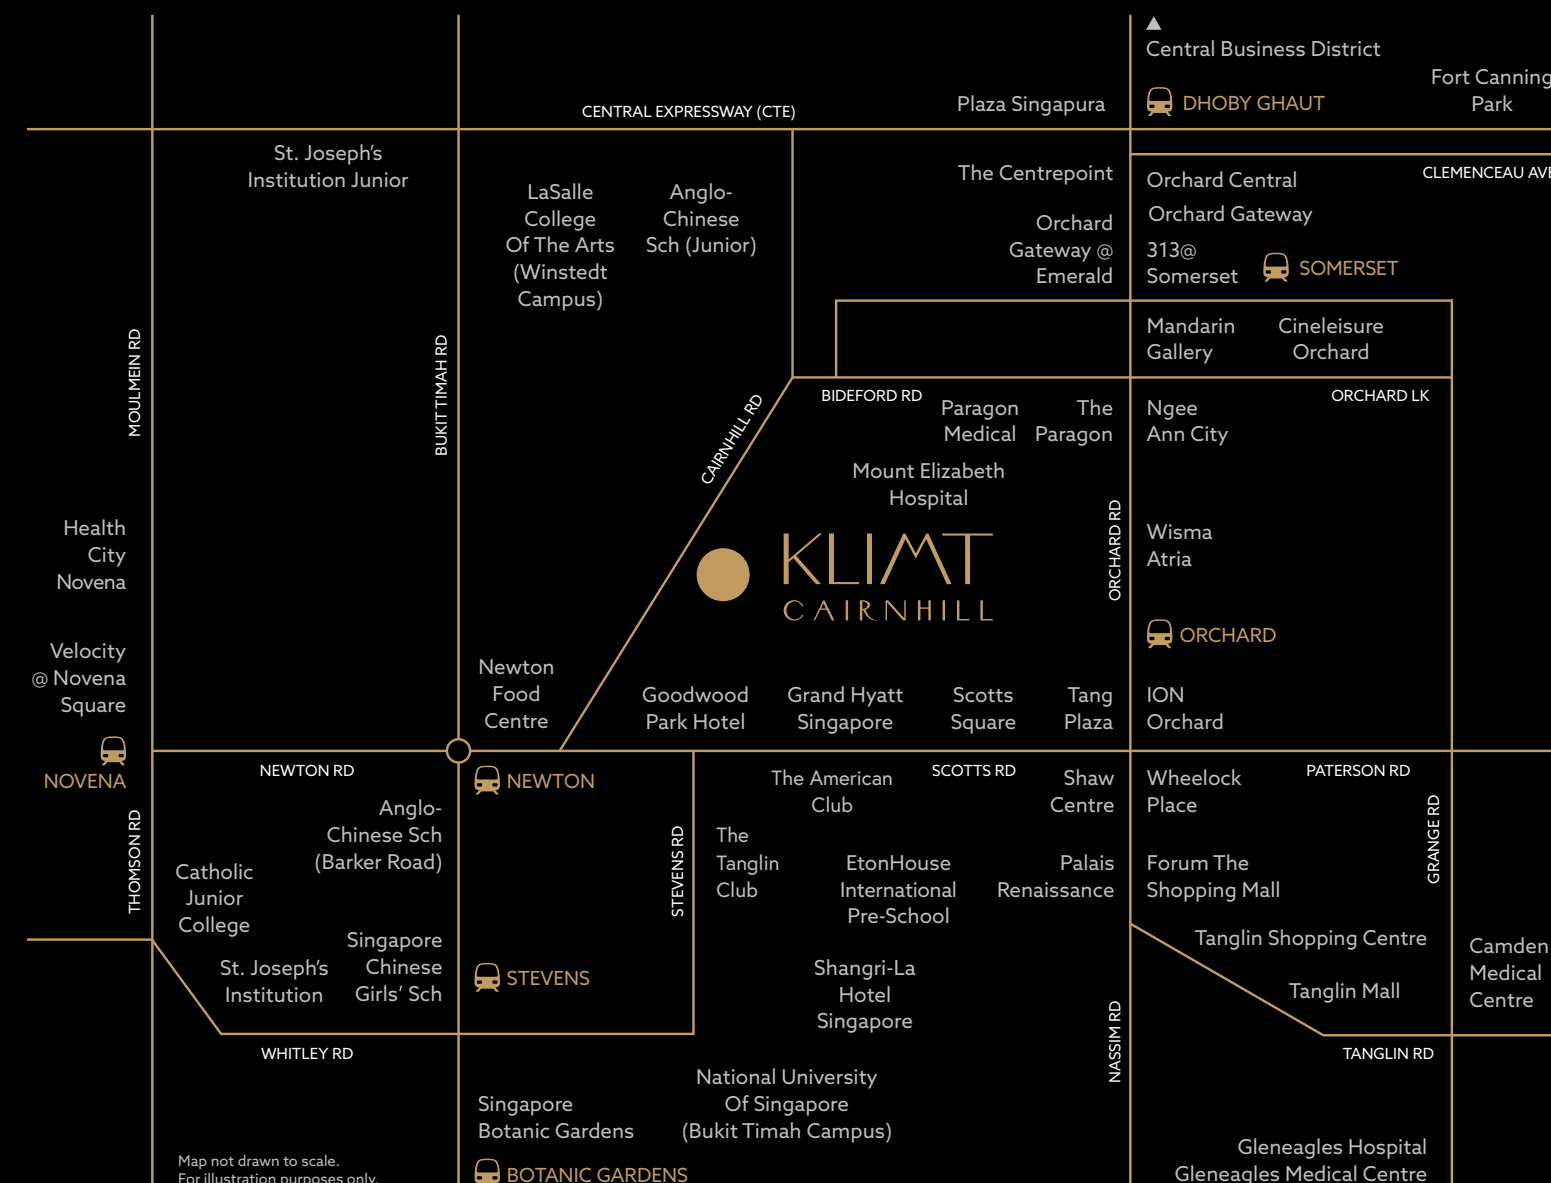 Central Business District
Fort Canning
Park
Plaza Singapura
DHOBY GHAUT
CENTRAL EXPRESSWAY (CTE)
St. Joseph's
Institution Junior
LaSalle
College
Of The Arts
(Winstedt
Campus)
Anglo-
Chinese
Sch (Junior)
The Centrepoint
Orchard
Gateway @
Emerald
Orchard Central
Orchard Gateway
313@
Somerset
SOMERSET
CLEMENCEAU AVE
Mandarin
Gallery
Cineleisure
Orchard
MOULMEIN RD
BUKIT TIMAH RD
CAIRNHILL RD
BIDEFORD RD
ORCHARD LK
Paragon
Medical
The
Paragon
Ngee
Ann City
Mount Elizabeth
Hospital
ORCHARD RD
Wisma
Atria
Health
City
Novena
KLIMT
CAIRNHILL
ORCHARD
Velocity
@ Novena
Square
Newton
Food
Centre
Goodwood
Park Hotel
Grand Hyatt
Singapore
Scotts
Square
Tang
Plaza
ION
Orchard
NOVENA
NEWTON RD
NEWTON
SCOTTS RD
PATERSON RD
The American
Club
Shaw
Centre
Wheelock
Place
THOMSON RD
Anglo-
Chinese Sch
(Barker Road)
Catholic
Junior
College
STEVENS RD
The
Tanglin
Club
EtonHouse
International
Pre-School
Palais
Renaissance
Forum The
Shopping Mall
GRANGE RD
St. Joseph's
Institution
Singapore
Chinese
Girls' Sch
STEVENS
Shangri-La
Hotel
Singapore
Tanglin Shopping Centre
Tanglin Mall
Camden
Medical
Centre
WHITLEY RD
NASSIM RD
TANGLIN RD
Singapore
Botanic Gardens
National University
Of Singapore
(Bukit Timah Campus)
BOTANIC GARDENS
Gleneagles Hospital
Gleneagles Medical Centre
Map not drawn to scale.
For illustration purposes only.